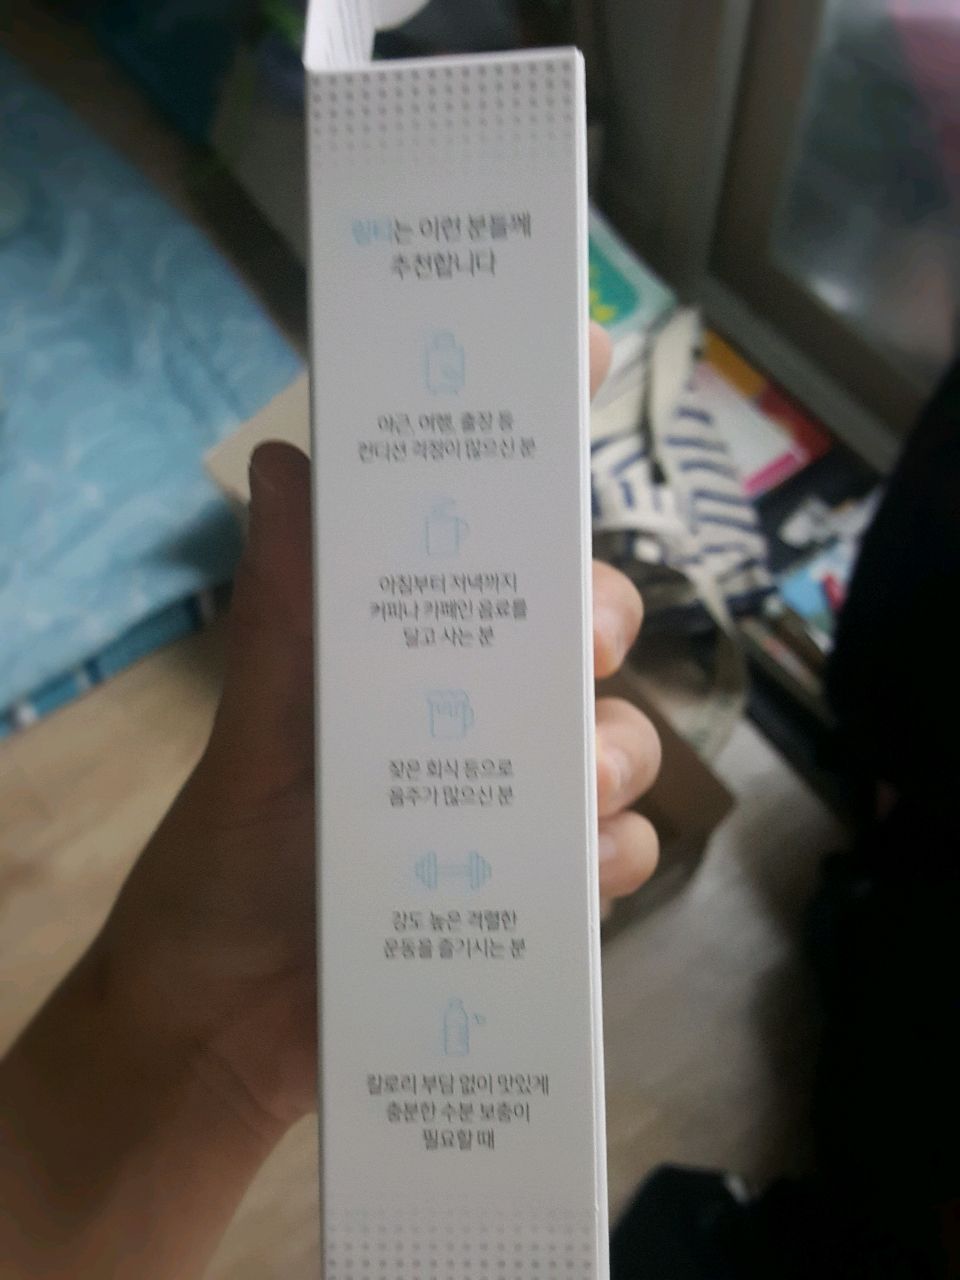 링티는 이런 분들께
추천합니다
야근, 여행, 출장 등
컨디션 걱정이 많으신 분
아침부터 저녁까지
커피나 카페인 음료를
달고 사는 분
잦은 회식 등으로
음주가 많으신 분
강도 높은 격렬한
운동을 즐기시는 분
칼로리 부담 없이 맛있게
충분한 수분 보충이
필요할 때